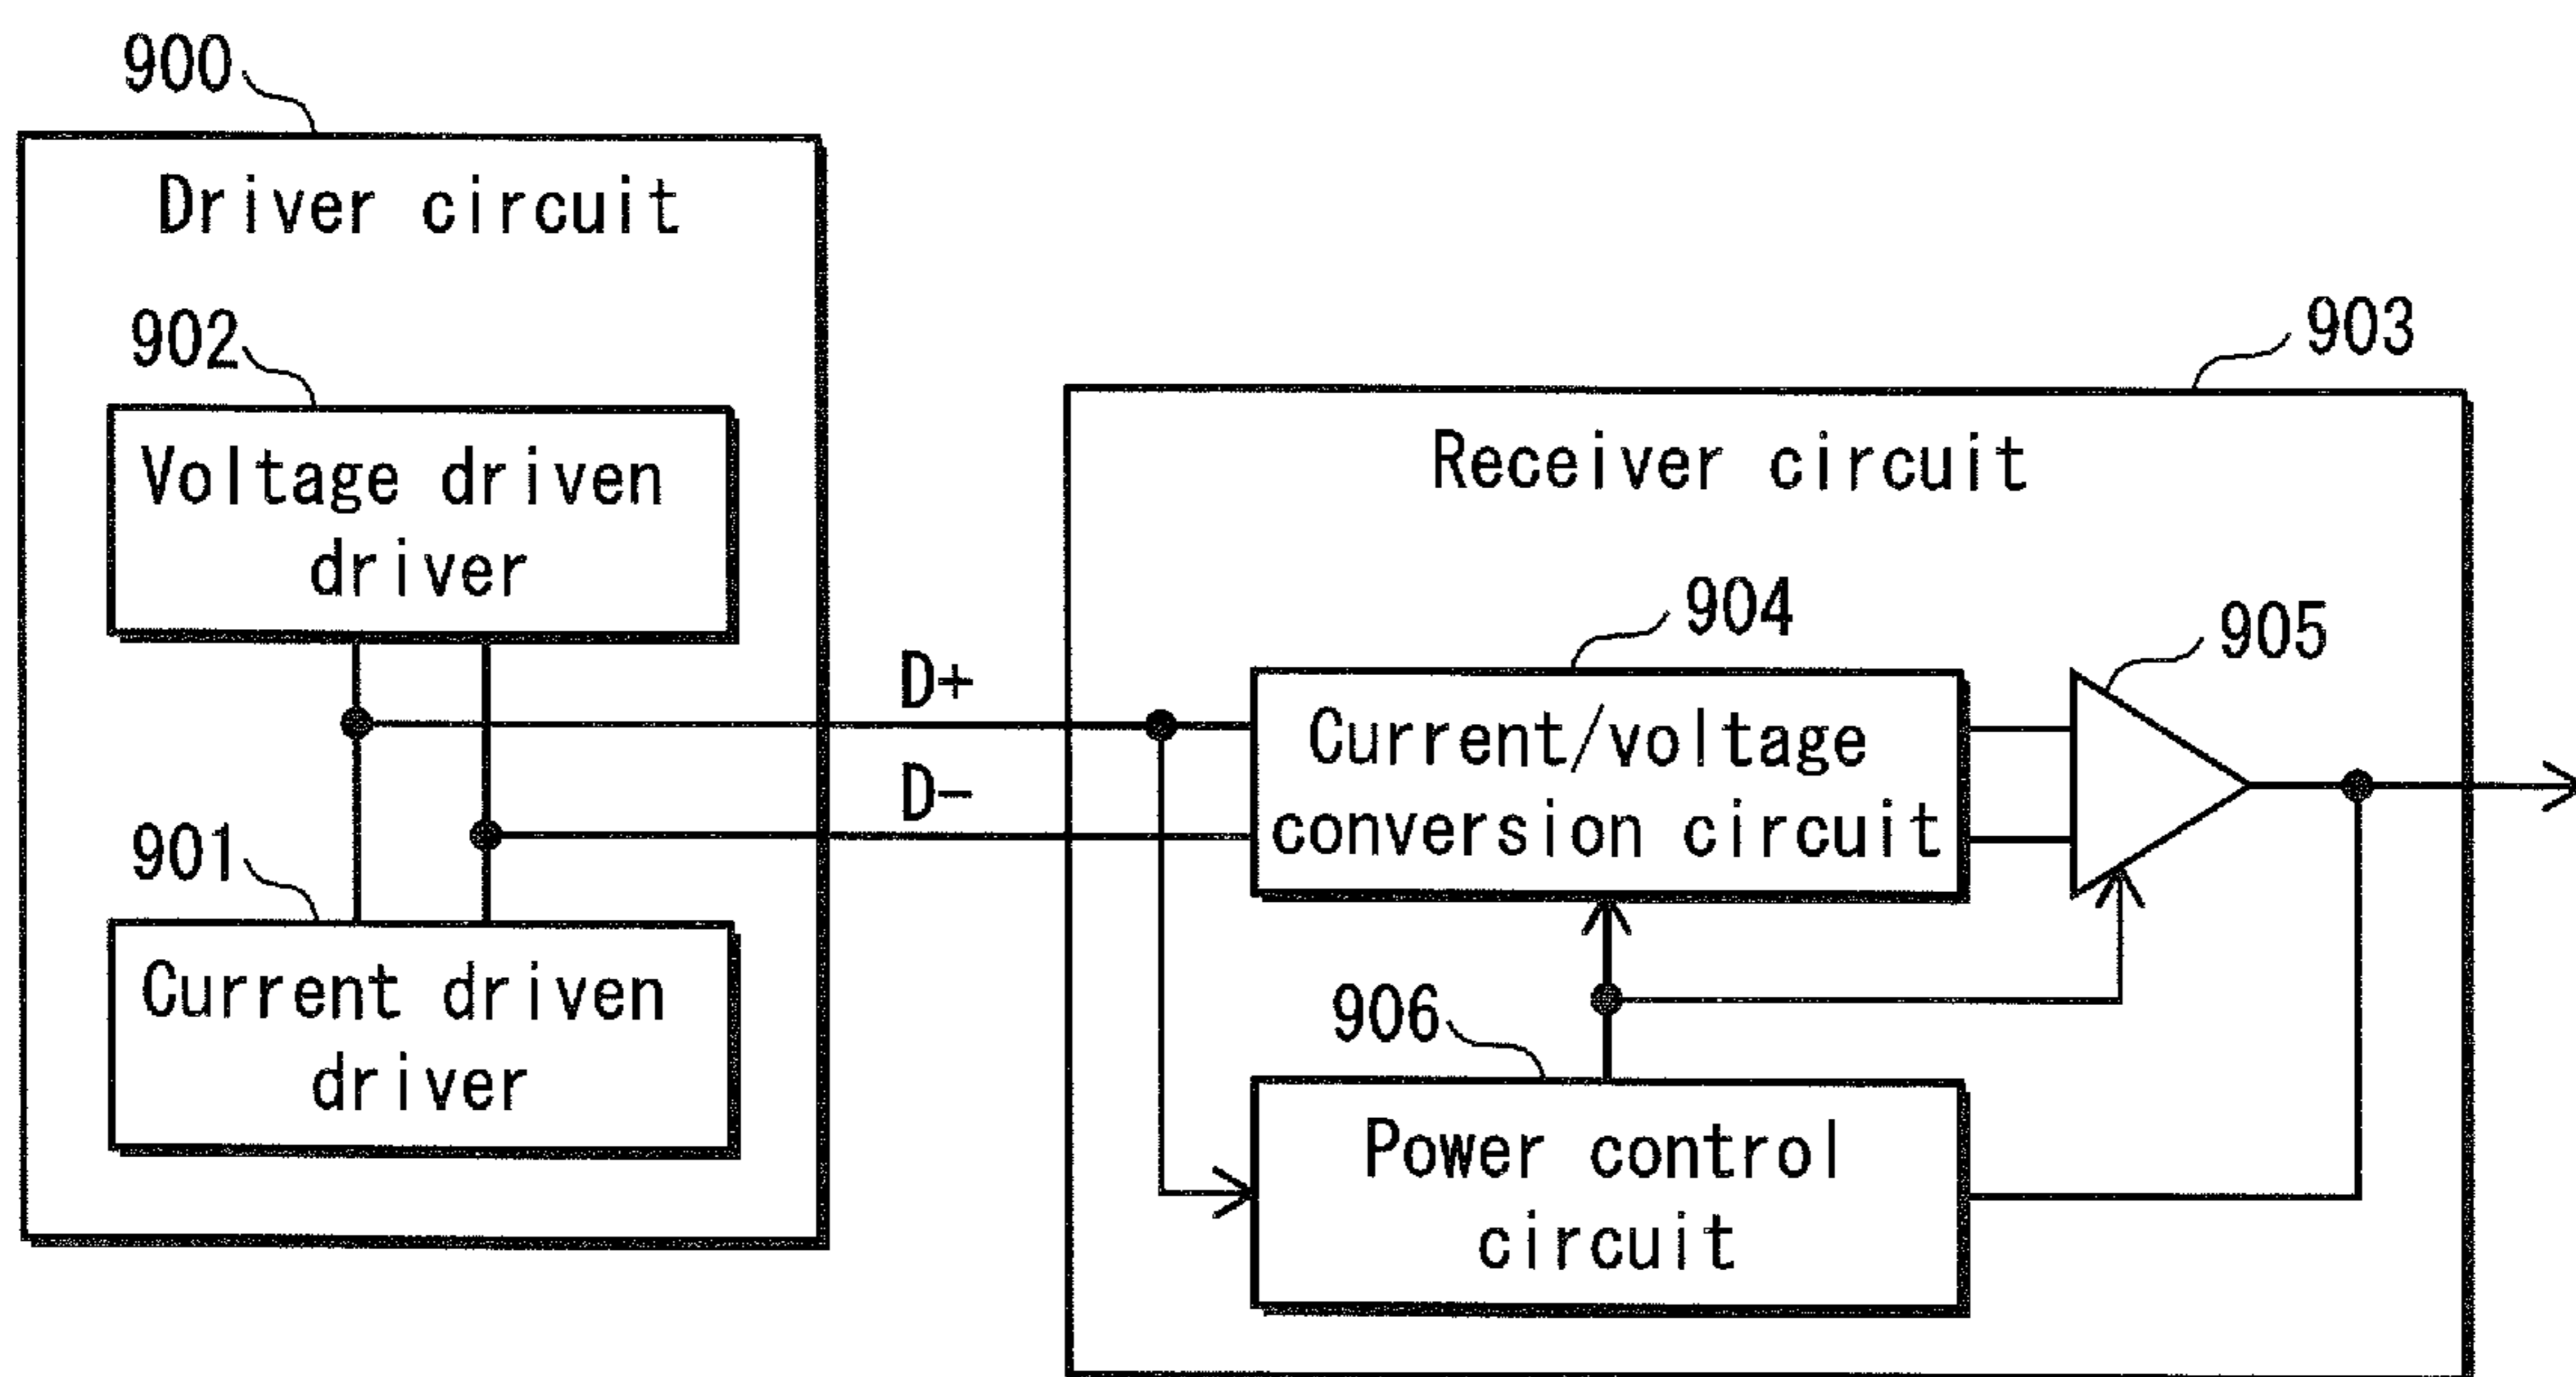 900
Driver circuit
902
Voltage driven
driver
901
Current driven
driver
D+
D-
903
Receiver circuit
904
Current/voltage
conversion circuit
905
906
Power control
circuit